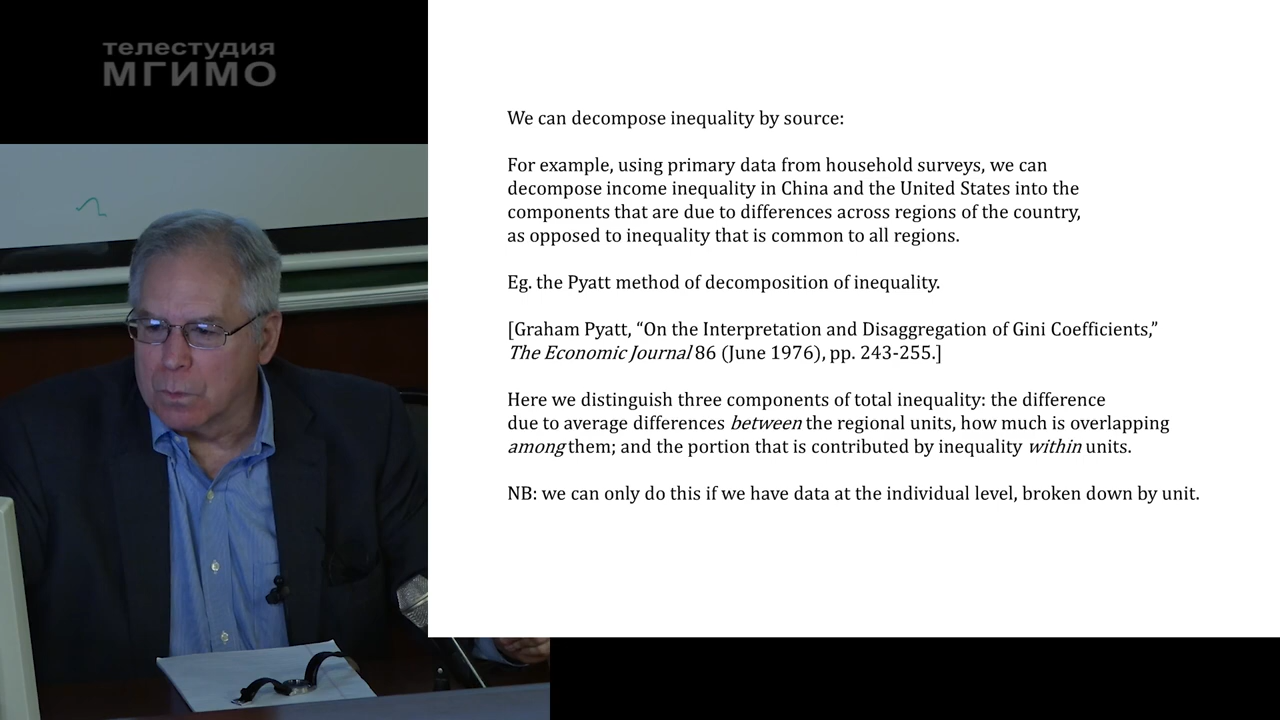 телестудия
МГИМО
We can decompose inequality by source:
For example, using primary data from household surveys, we can
decompose income inequality in China and the United States into the
components that are due to differences across regions of the country,
as opposed to inequality that is common to all regions.
Eg. the Pyatt method of decomposition of inequality.
[Graham Pyatt, “On the Interpretation and Disaggregation of Gini Coefficients,”
The Economic Journal 86 (June 1976), pp. 243-255.]
Here we distinguish three components of total inequality: the difference
due to average differences between the regional units, how much is overlapping
among them; and the portion that is contributed by inequality within units.
NB: we can only do this if we have data at the individual level, broken down by unit.